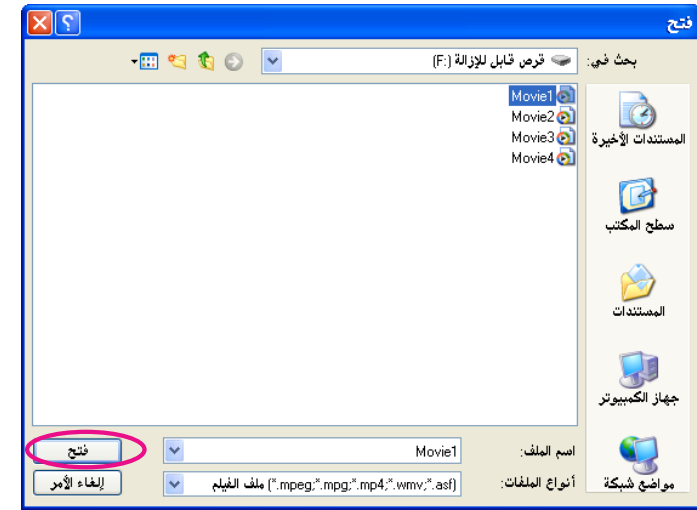 فتح
بحث في: قرص قابل للإزالة (F:)
المستندات الأخيرة
سطح المكتب
المستندات
جهاز الكمبيوتر
مواضع شبكة
Movie1
Movie2
Movie3
Movie4
اسم الملف: Movie1
فتح
أنواع الملفات: ملف الفيلم (*.mpeg;*.mpg;*.mp4;*.wmv;*.asf)
إلغاء الأمر